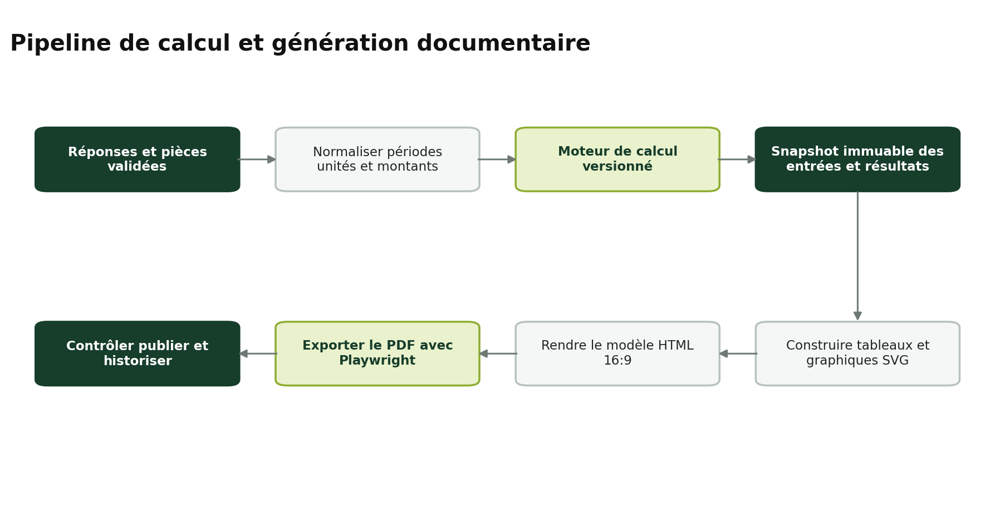 Pipeline de calcul et génération documentaire
Réponses et pièces
validées
Normaliser périodes
unités et montants
Moteur de calcul
versionné
Snapshot immuable des
entrées et résultats
Contrôler publier et
historiser
Exporter le PDF avec
Playwright
Rendre le modèle HTML
16:9
Construire tableaux et
graphiques SVG